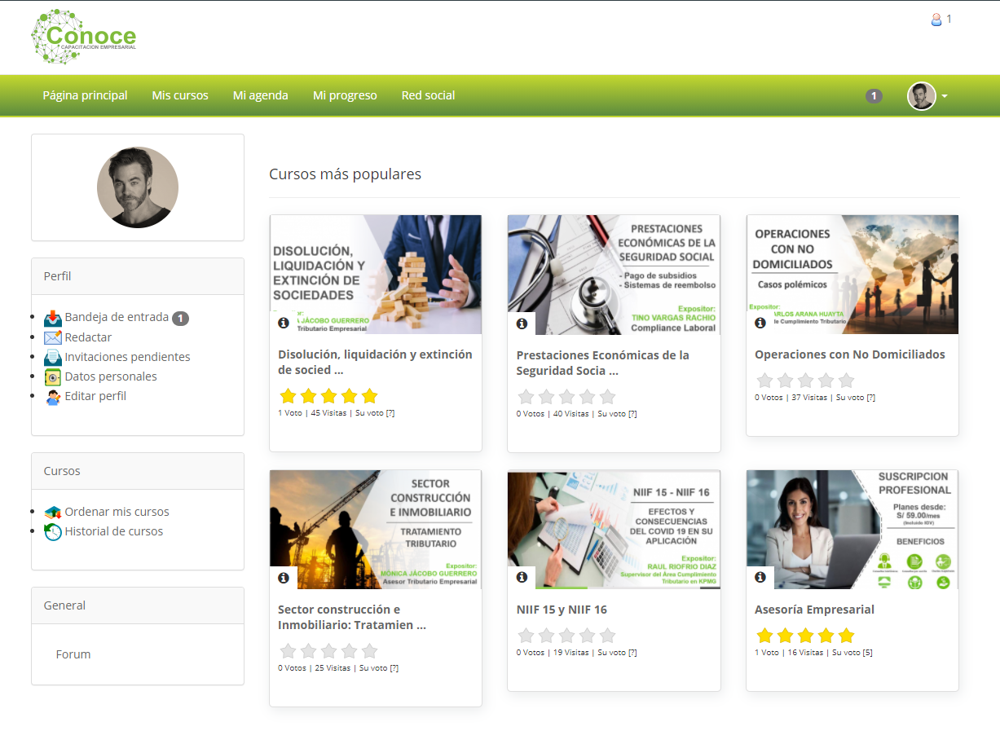 Conoce
CAPACITACION EMPRESARIAL
1
Página principal
Mis cursos
Mi agenda
Mi progreso
Red social
1
Perfil
Bandeja de entrada 1
Redactar
Invitaciones pendientes
Datos personales
Editar perfil
Cursos
Ordenar mis cursos
Historial de cursos
General
Forum
Cursos más populares
DISOLUCIÓN,
LIQUIDACIÓN Y
EXTINCIÓN DE
SOCIEDADES
JÁCOBO GUERRERO
Tributario Empresarial
Disolución, liquidación y extinción
de socied ...
1 Voto | 45 Visitas | Su voto [?]
PRESTACIONES
ECONÓMICAS DE LA
SEGURIDAD SOCIAL
- Pago de subsidios
- Sistemas de reembolso
Expositor:
TINO VARGAS RACHIO
Compliance Laboral
Prestaciones Económicas de la
Seguridad Socia ...
0 Votos | 40 Visitas | Su voto [?]
OPERACIONES
CON NO
DOMICILIADOS
Casos polémicos
Expositor:
ARLOS ARANA HUAYTA
de Cumplimiento Tributario
Operaciones con No Domiciliados
0 Votos | 37 Visitas | Su voto [?]
SECTOR
CONSTRUCCIÓN
E INMOBILIARIO
TRATAMIENTO
TRIBUTARIO
Expositor:
MÓNICA JÁCOBO GUERRERO
Asesor Tributario Empresarial
Sector construcción e
Inmobiliario: Tratamien ...
0 Votos | 25 Visitas | Su voto [?]
NIIF 15 - NIIF 16
EFECTOS Y
CONSECUENCIAS
DEL COVID 19 EN SU
APLICACIÓN
Expositor:
RAUL RIOFRIO DIAZ
Supervisor del Área Cumplimiento
Tributario en KPMG
NIIF 15 y NIIF 16
0 Votos | 19 Visitas | Su voto [?]
SUSCRIPCION
PROFESIONAL
Planes desde:
S/ 59.00/mes
(Incluido IGV)
BENEFICIOS
Asesoría Empresarial
1 Voto | 16 Visitas | Su voto [5]